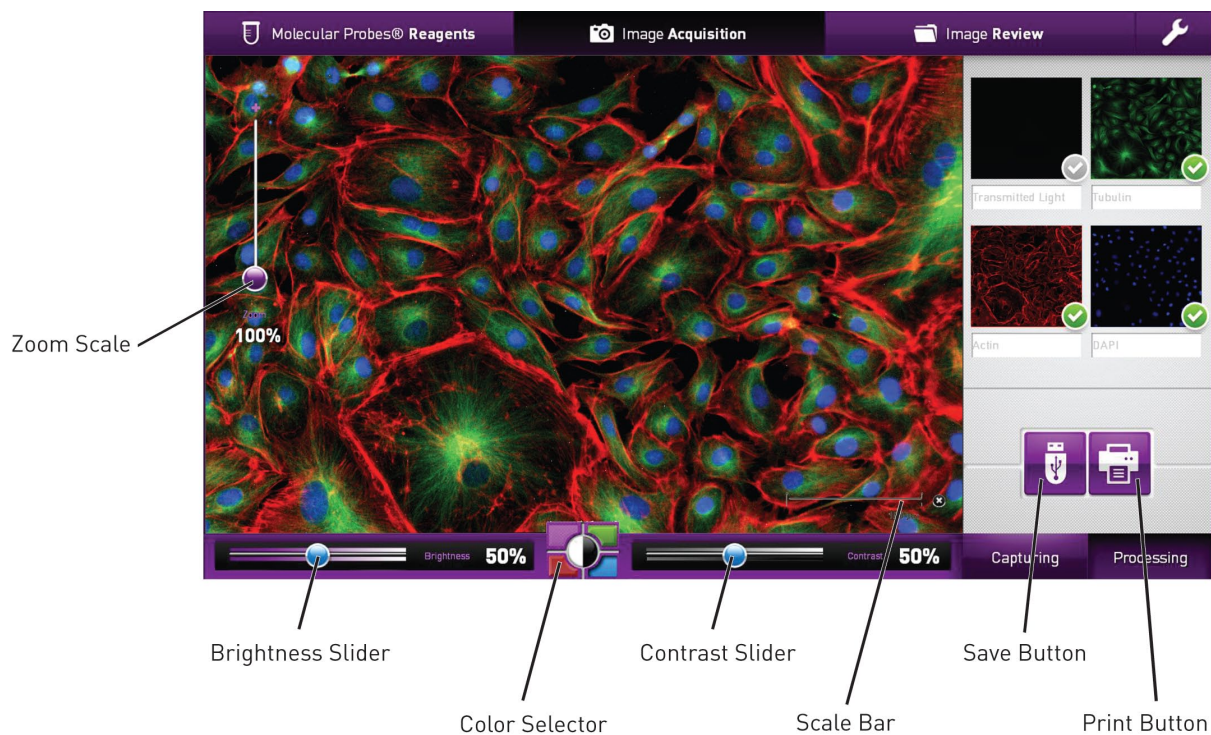 Molecular Probes® Reagents
Image Acquisition
Image Review
Transmitted Light
Tubulin
Actin
DAPI
Zoom
100%
Zoom Scale
Brightness 50%
Contrast 50%
Capturing
Processing
Brightness Slider
Contrast Slider
Save Button
Color Selector
Scale Bar
Print Button